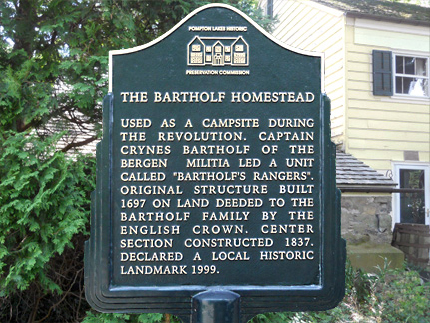 POMPTON LAKES HISTORIC
PRESERVATION COMMISSION
THE BARTHOLF HOMESTEAD
USED AS A CAMPSITE DURING
THE REVOLUTION. CAPTAIN
CRYNES BARTHOLF OF THE
BERGEN MILITIA LED A UNIT
CALLED "BARTHOLF'S RANGERS".
ORIGINAL STRUCTURE BUILT
1697 ON LAND DEEDED TO THE
BARTHOLF FAMILY BY THE
ENGLISH CROWN. CENTER
SECTION CONSTRUCTED 1837.
DECLARED A LOCAL HISTORIC
LANDMARK 1999.